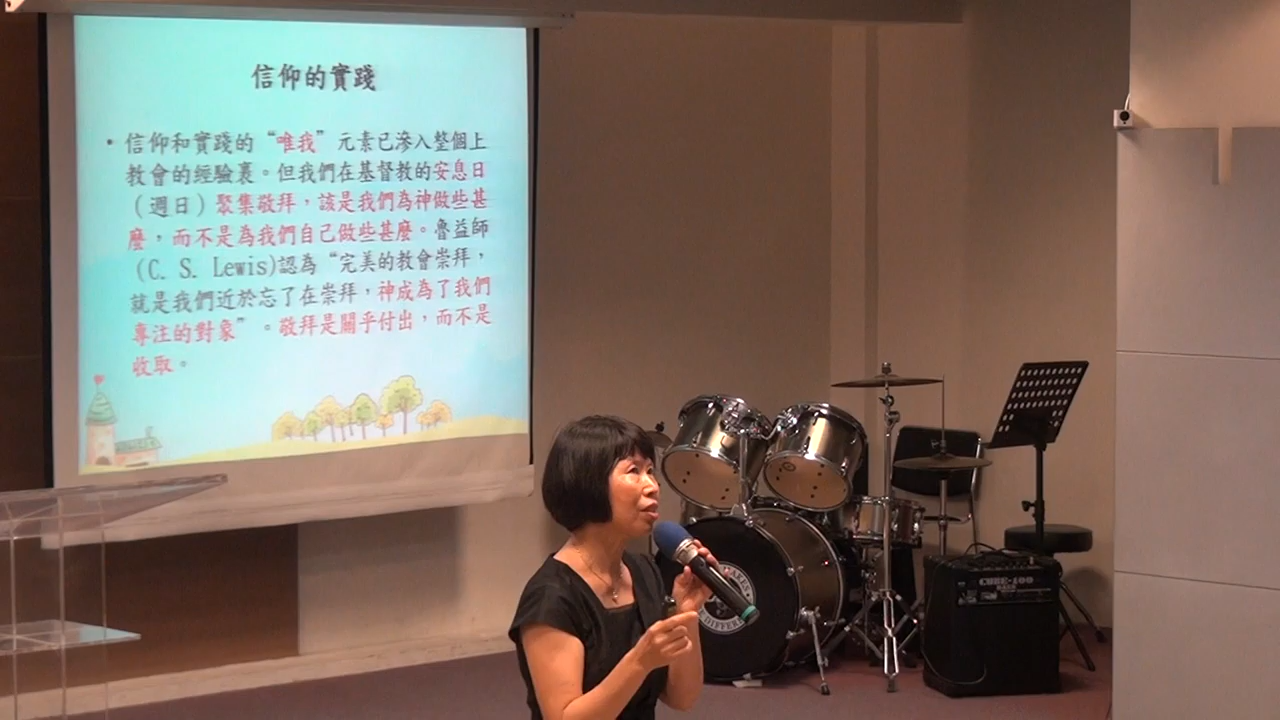 信仰的實踐
• 信仰和實踐的“唯我”元素已滲入整個上
教會的經驗裏。但我們在基督教的安息日
（週日）聚集敬拜，該是我們為神做些甚
麼，而不是為我們自己做些甚麼。魯益師
(C. S. Lewis)認為“完美的教會崇拜，
就是我們近於忘了在崇拜，神成為了我們
專注的對象”。敬拜是關乎付出，而不是
收取。
CUBE-100
BASS